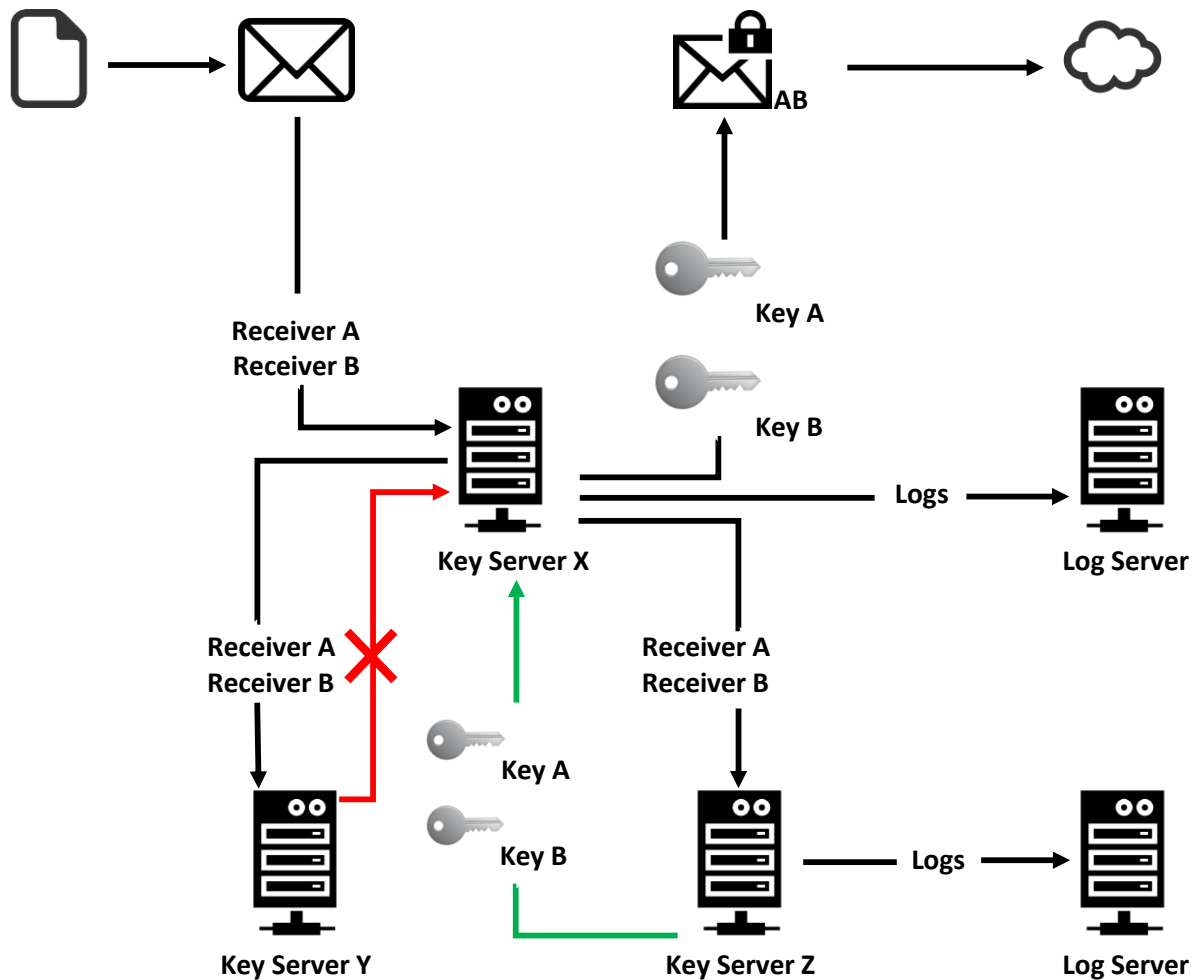 AB
Key A
Receiver A
Receiver B
Key B
Logs
Key Server X
Log Server
Receiver A
Receiver B
Receiver A
Receiver B
Key A
Key B
Logs
Key Server Y
Key Server Z
Log Server